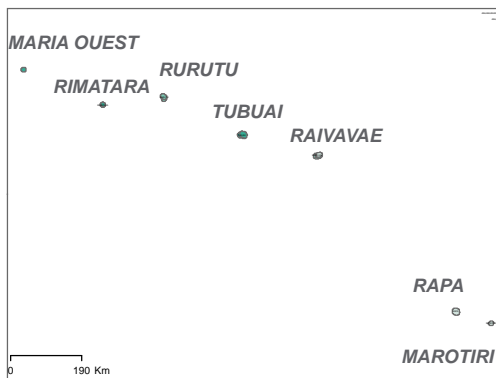 MARIA OUEST
RURUTU
RIMATARA
TUBUAI
RAIVAVAE
RAPA
MAROTIRI
0 190 Km